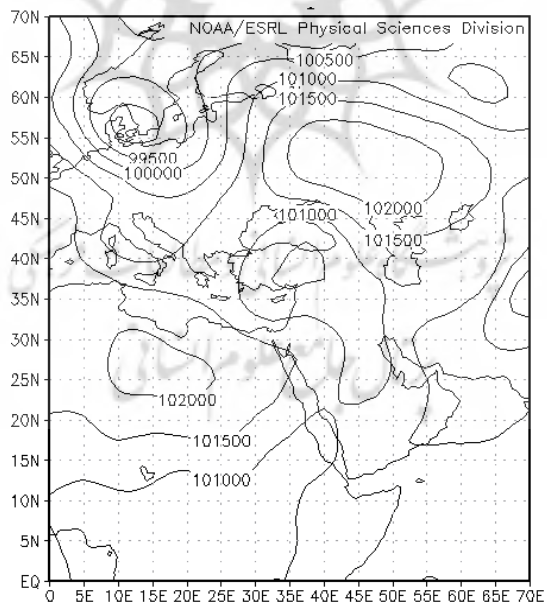 NOAA/ESRL Physical Sciences Division
70N
65N
60N
55N
50N
45N
40N
35N
30N
25N
20N
15N
10N
5N
EQ
100500
101000
101500
99500
100000
101000
102000
101500
102000
101500
101000
0 5E 10E 15E 20E 25E 30E 35E 40E 45E 50E 55E 60E 65E 70E